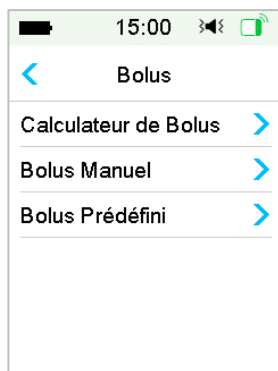 15:00
Bolus
Calculateur de Bolus
Bolus Manuel
Bolus Prédéfini